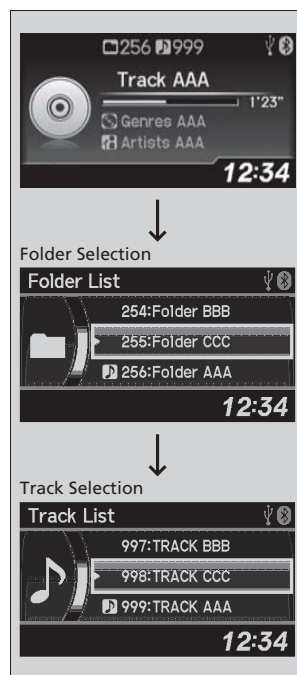 256 999
Track AAA
1'23"
Genres AAA
Artists AAA
12:34
Folder Selection
Folder List
254:Folder BBB
255:Folder CCC
256:Folder AAA
12:34
Track Selection
Track List
997:TRACK BBB
998:TRACK CCC
999:TRACK AAA
12:34